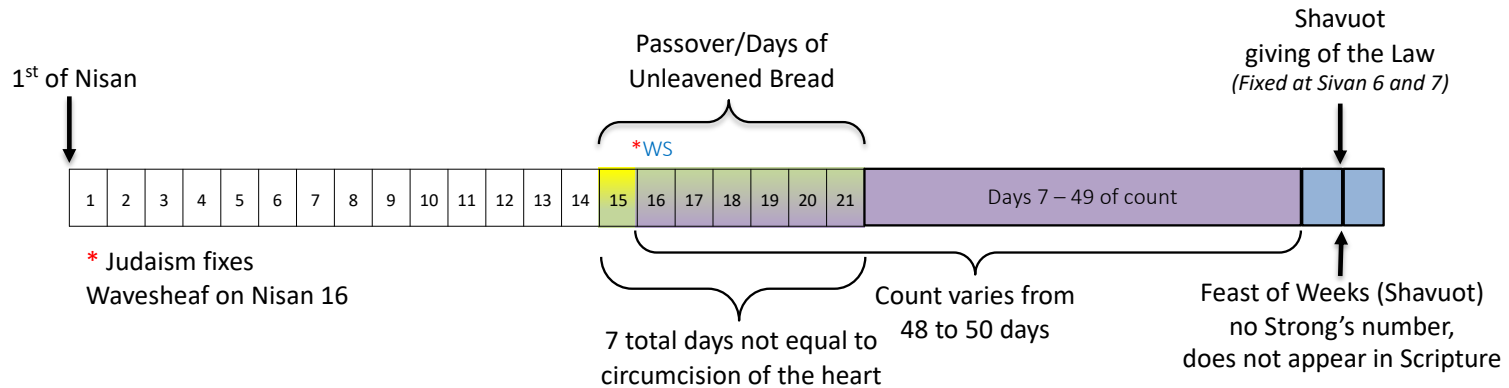 1st of Nisan
Passover/Days of
Unleavened Bread
Shavuot
giving of the Law
(Fixed at Sivan 6 and 7)
*WS
1 2 3 4 5 6 7 8 9 10 11 12 13 14 15 16 17 18 19 20 21 Days 7 – 49 of count
* Judaism fixes
Wavesheaf on Nisan 16
7 total days not equal to
circumcision of the heart
Count varies from
48 to 50 days
Feast of Weeks (Shavuot)
no Strong's number,
does not appear in Scripture